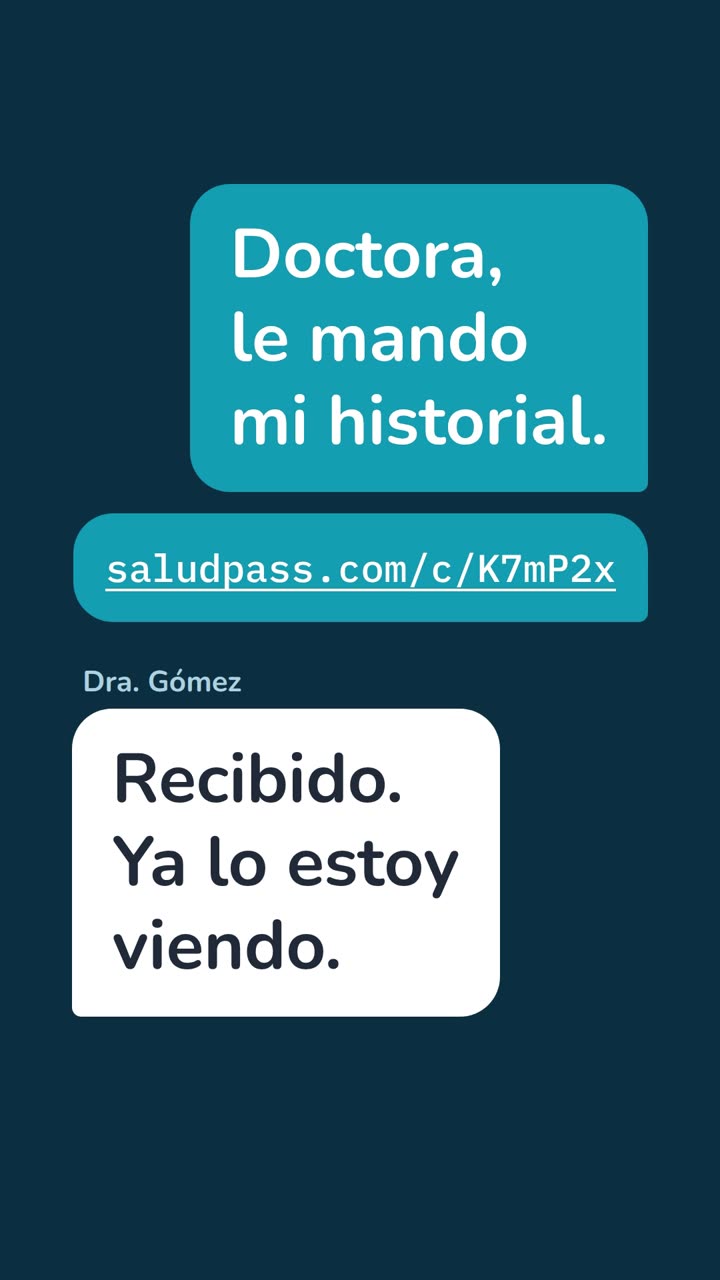 Doctora,
le mando
mi historial.
saludpass.com/c/K7mP2x
Dra. Gómez
Recibido.
Ya lo estoy
viendo.